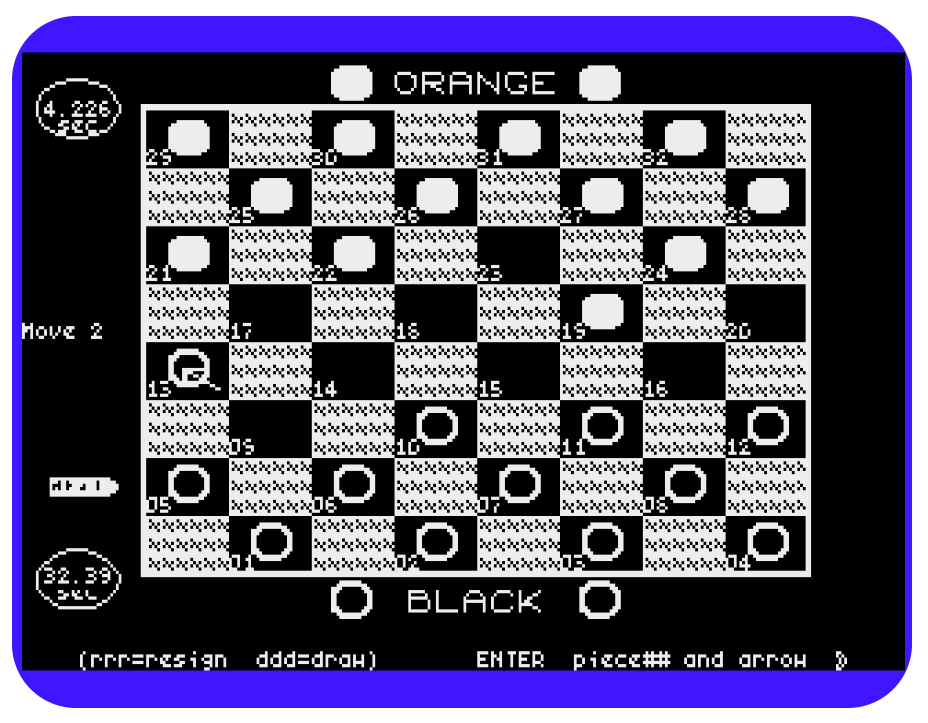 ORANGE
4.226
sec
29 30 31 32
25 26 27 28
21 22 23 24
Move 2
17 18 19 20
13 14 15 16
09 10 11 12
05 06 07 08
01 02 03 04
32.39
sec
BLACK
(rrr=resign ddd=draw) ENTER piece## and arrow